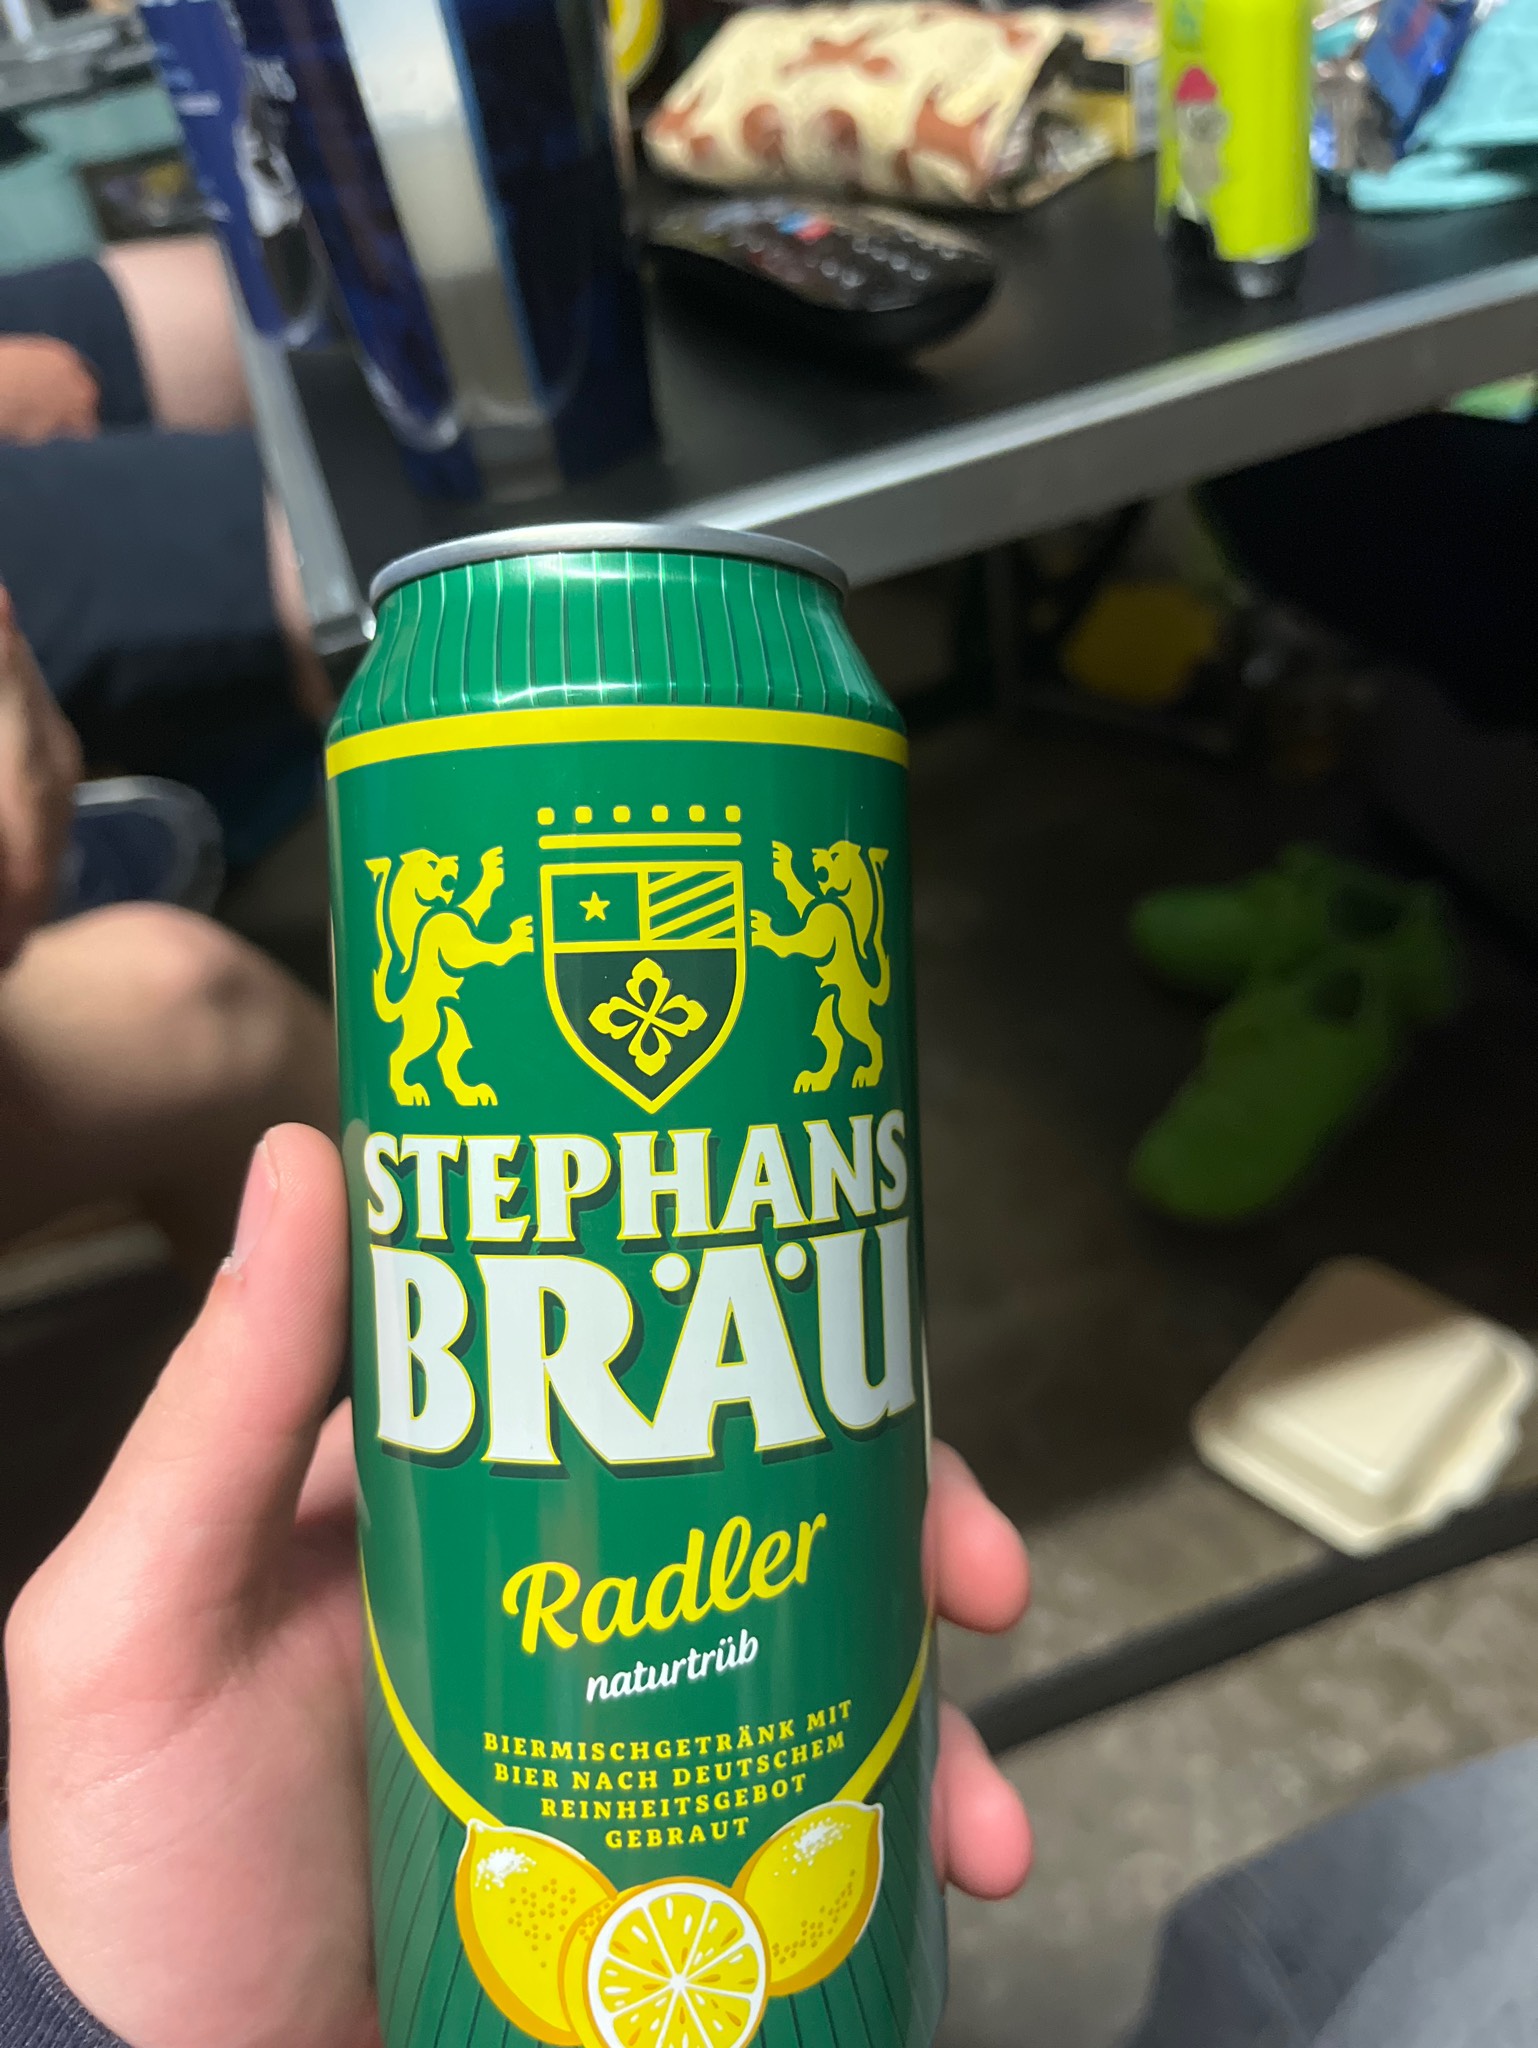 STEPHANS
BRÄU
Radler
naturtrüb
BIERMISCHGETRÄNK MIT
BIER NACH DEUTSCHEM
REINHEITSGEBOT
GEBRAUT